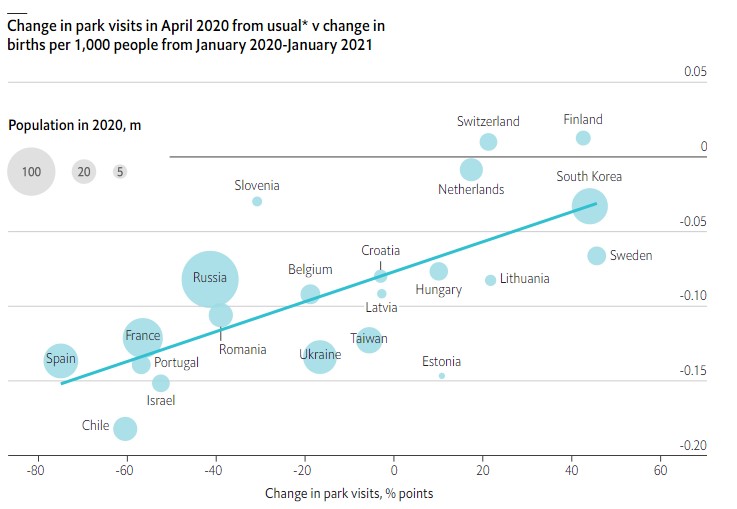 Change in park visits in April 2020 from usual* v change in
births per 1,000 people from January 2020-January 2021
0.05
Population in 2020, m
100
20
5
Switzerland
Finland
0
Slovenia
Netherlands
South Korea
-0.05
Croatia
Sweden
Russia
Belgium
Hungary
Lithuania
-0.10
Latvia
France
Romania
Taiwan
Spain
Portugal
Ukraine
Estonia
-0.15
Israel
Chile
-0.20
-80
-60
-40
-20
0
20
40
60
Change in park visits, % points